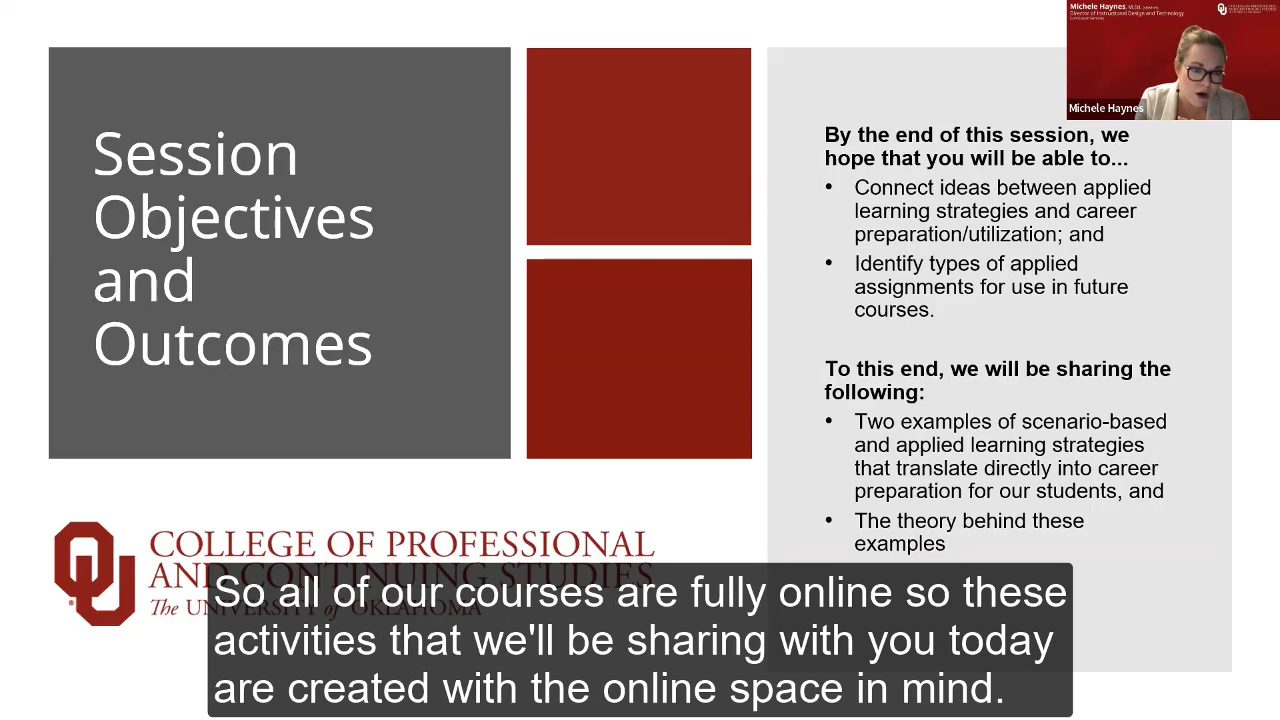 Session
Objectives
and
Outcomes
Michele Haynes, M.Ed. (she/her)
Director of Instructional Design and Technology
Curriculum Services
Michele Haynes
By the end of this session, we
hope that you will be able to...
• Connect ideas between applied
learning strategies and career
preparation/utilization; and
• Identify types of applied
assignments for use in future
courses.
To this end, we will be sharing the
following:
• Two examples of scenario-based
and applied learning strategies
that translate directly into career
preparation for our students, and
• The theory behind these
examples
COLLEGE OF PROFESSIONAL
AND CONTINUING STUDIES
The UNIVERSITY of OKLAHOMA
So all of our courses are fully online so these
activities that we'll be sharing with you today
are created with the online space in mind.